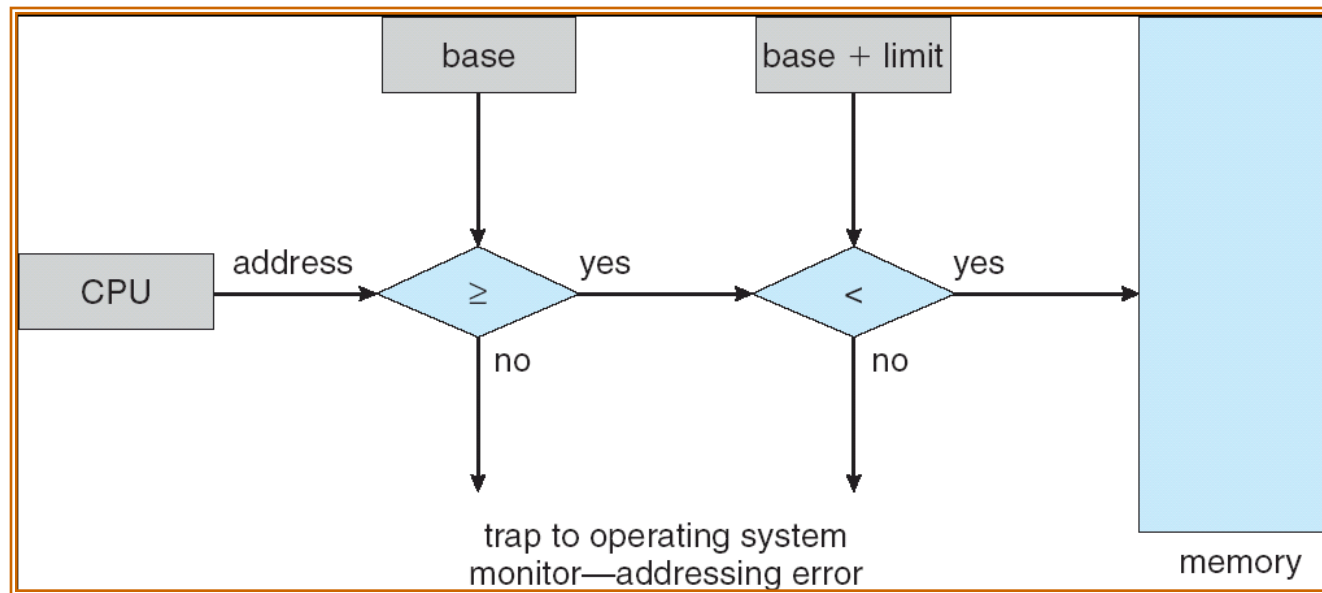 base
base + limit
CPU
address
≥
yes
<
yes
no
no
trap to operating system
monitor—addressing error
memory